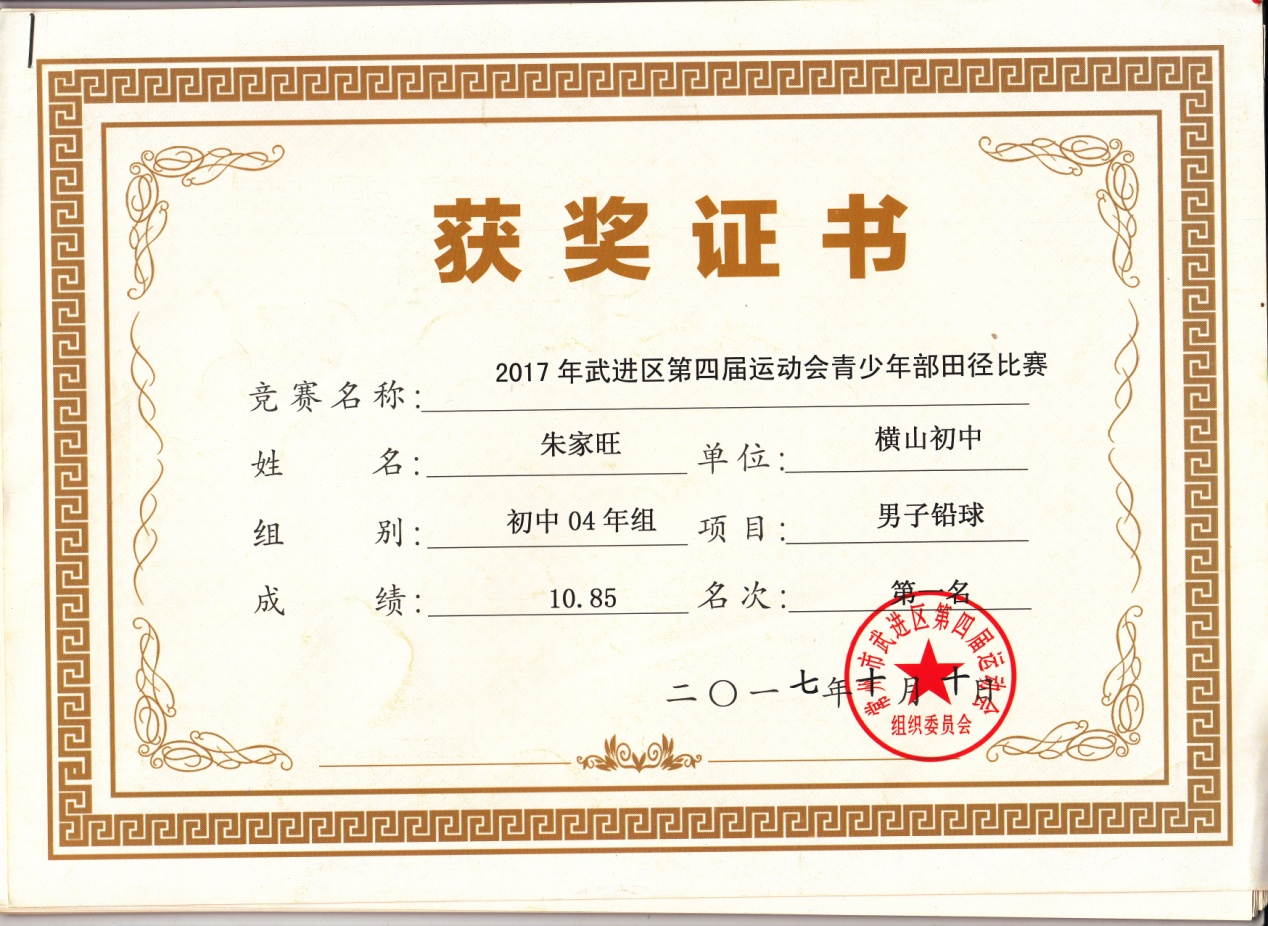 获奖证书
竞赛名称: 2017年武进区第四届运动会青少年部田径比赛
姓名: 朱家旺 单位: 横山初中
组别: 初中04年组 项目: 男子铅球
成绩: 10.85 名次: 第一名
二〇一七年十月十日
常州市武进区第四届运动会
组织委员会